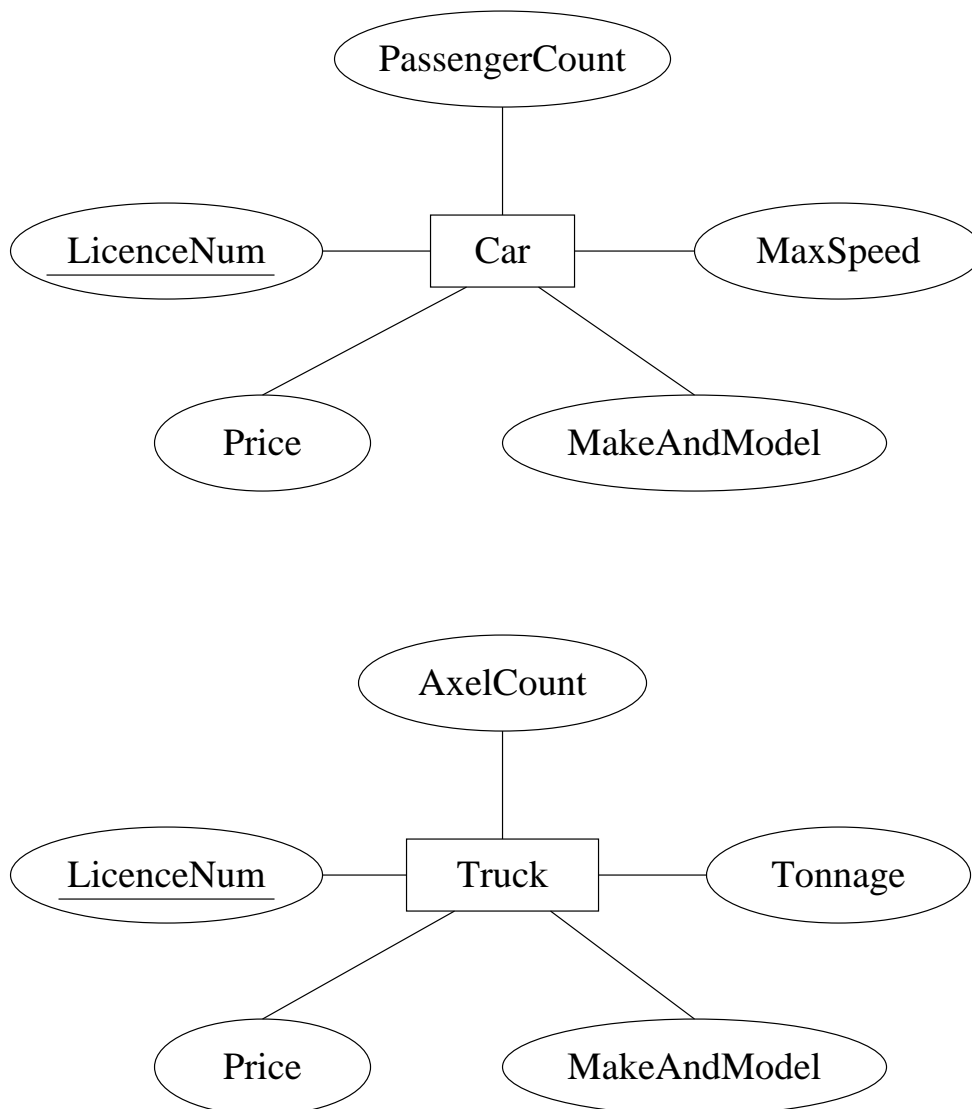 PassengerCount
LicenceNum
Car
MaxSpeed
Price
MakeAndModel
AxelCount
LicenceNum
Truck
Tonnage
Price
MakeAndModel